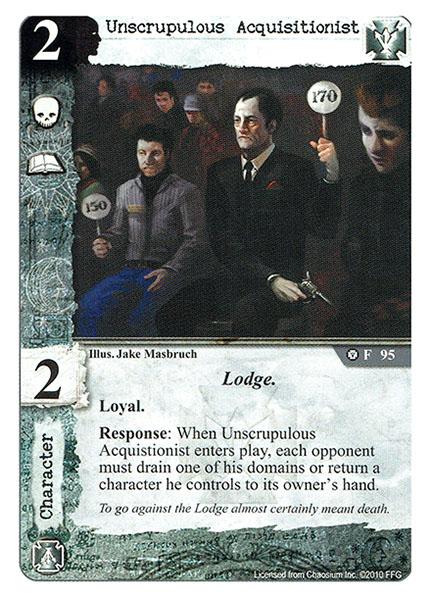 2
Unscrupulous Acquisitionist
150
170
Illus. Jake Masbruch
F 95
2
Character
Lodge.
Loyal.
Response: When Unscrupulous
Acquistionist enters play, each opponent
must drain one of his domains or return a
character he controls to its owner's hand.
To go against the Lodge almost certainly meant death.
Licensed from Chaosium Inc. ©2010 FFG